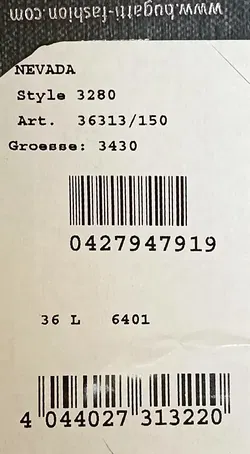 www.bugatti-fashion.com
NEVADA
Style 3280
Art. 36313/150
Groesse: 3430
0427947919
36 L 6401
4 044027 313220